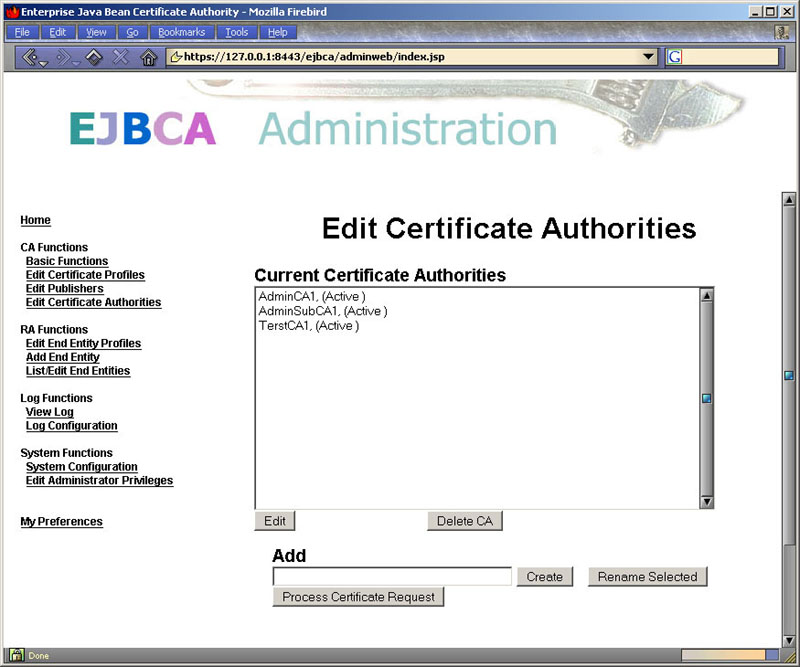 Enterprise Java Bean Certificate Authority - Mozilla Firebird
File Edit View Go Bookmarks Tools Help
https://127.0.0.1:8443/ejbca/adminweb/index.jsp
G
EJBCA Administration
Home
CA Functions
Basic Functions
Edit Certificate Profiles
Edit Publishers
Edit Certificate Authorities
RA Functions
Edit End Entity Profiles
Add End Entity
List/Edit End Entities
Log Functions
View Log
Log Configuration
System Functions
System Configuration
Edit Administrator Privileges
My Preferences
Edit Certificate Authorities
Current Certificate Authorities
AdminCA1, (Active )
AdminSubCA1, (Active )
TerstCA1, (Active )
Edit Delete CA
Add
Create Rename Selected
Process Certificate Request
Done